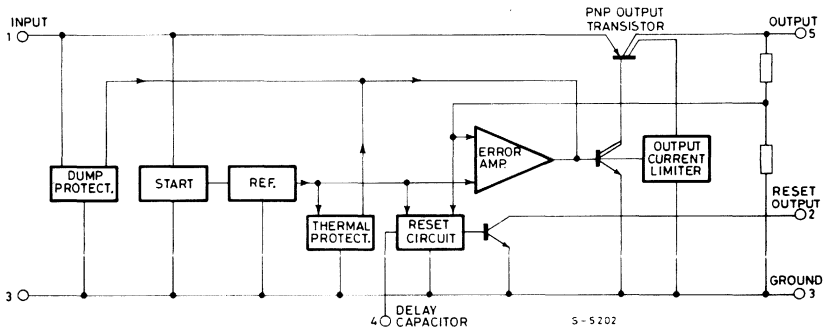 PNP OUTPUT
TRANSISTOR
INPUT
1
OUTPUT
5
DUMP
PROTECT.
START
REF.
ERROR
AMP.
OUTPUT
CURRENT
LIMITER
THERMAL
PROTECT.
RESET
CIRCUIT
RESET
OUTPUT
2
3
GROUND
3
4
DELAY
CAPACITOR
S-5202